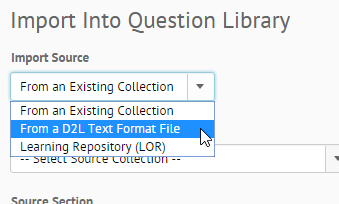 Import Into Question Library
Import Source
From an Existing Collection
From an Existing Collection
From a D2L Text Format File
Learning Repository (LOR)
-- Select Source Collection --
Source Section